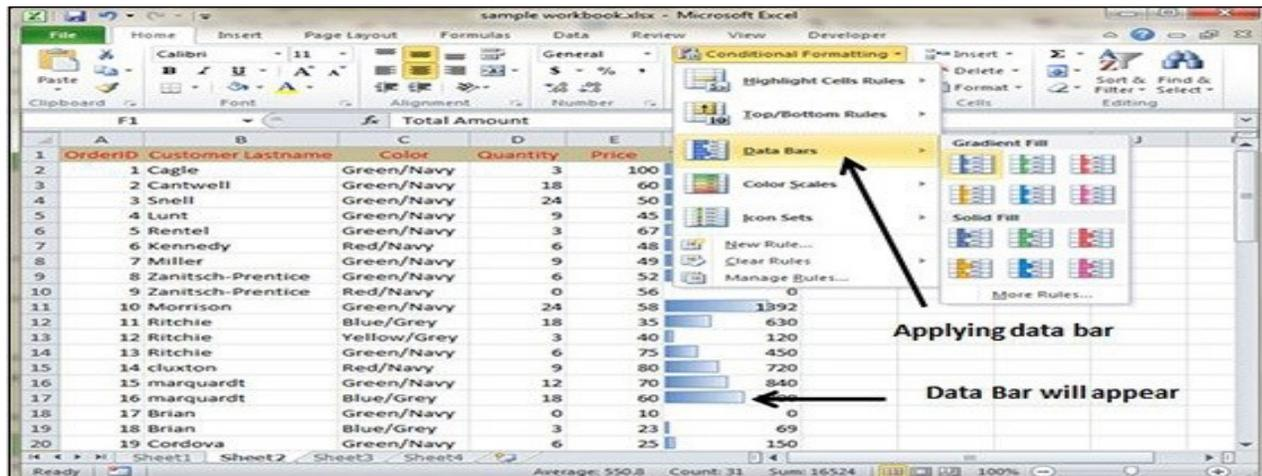 sample workbook.xlsx - Microsoft Excel
File Home Insert Page Layout Formulas Data Review View Developer
Calibri 11 General Conditional Formatting Insert Σ
Paste B I U A A $ % Delete Sort & Find &
Format Filter Select
Clipboard Font Alignment Number Cells Editing
Highlight Cells Rules
Top/Bottom Rules
Data Bars
Color Scales
Icon Sets
New Rule...
Clear Rules
Manage Rules...
Gradient Fill
Solid Fill
More Rules...
F1 fx Total Amount
A B C D E J
1 OrderID Customer Lastname Color Quantity Price
2 1 Cagle Green/Navy 3 100
3 2 Cantwell Green/Navy 18 60
4 3 Snell Green/Navy 24 50
5 4 Lunt Green/Navy 9 45
6 5 Rentel Green/Navy 3 67
7 6 Kennedy Red/Navy 6 48
8 7 Miller Green/Navy 9 49
9 8 Zanitsch-Prentice Green/Navy 6 52
10 9 Zanitsch-Prentice Red/Navy 0 56 0
11 10 Morrison Green/Navy 24 58 1392
12 11 Ritchie Blue/Grey 18 35 630
13 12 Ritchie Yellow/Grey 3 40 120
14 13 Ritchie Green/Navy 6 75 450
15 14 cluxton Red/Navy 9 80 720
16 15 marquardt Green/Navy 12 70 840
17 16 marquardt Blue/Grey 18 60
18 17 Brian Green/Navy 0 10 0
19 18 Brian Blue/Grey 3 23 69
20 19 Cordova Green/Navy 6 25 150
Applying data bar
Data Bar will appear
Sheet1 Sheet2 Sheet3 Sheet4
Ready Average: 550.8 Count: 31 Sum: 16524 100%